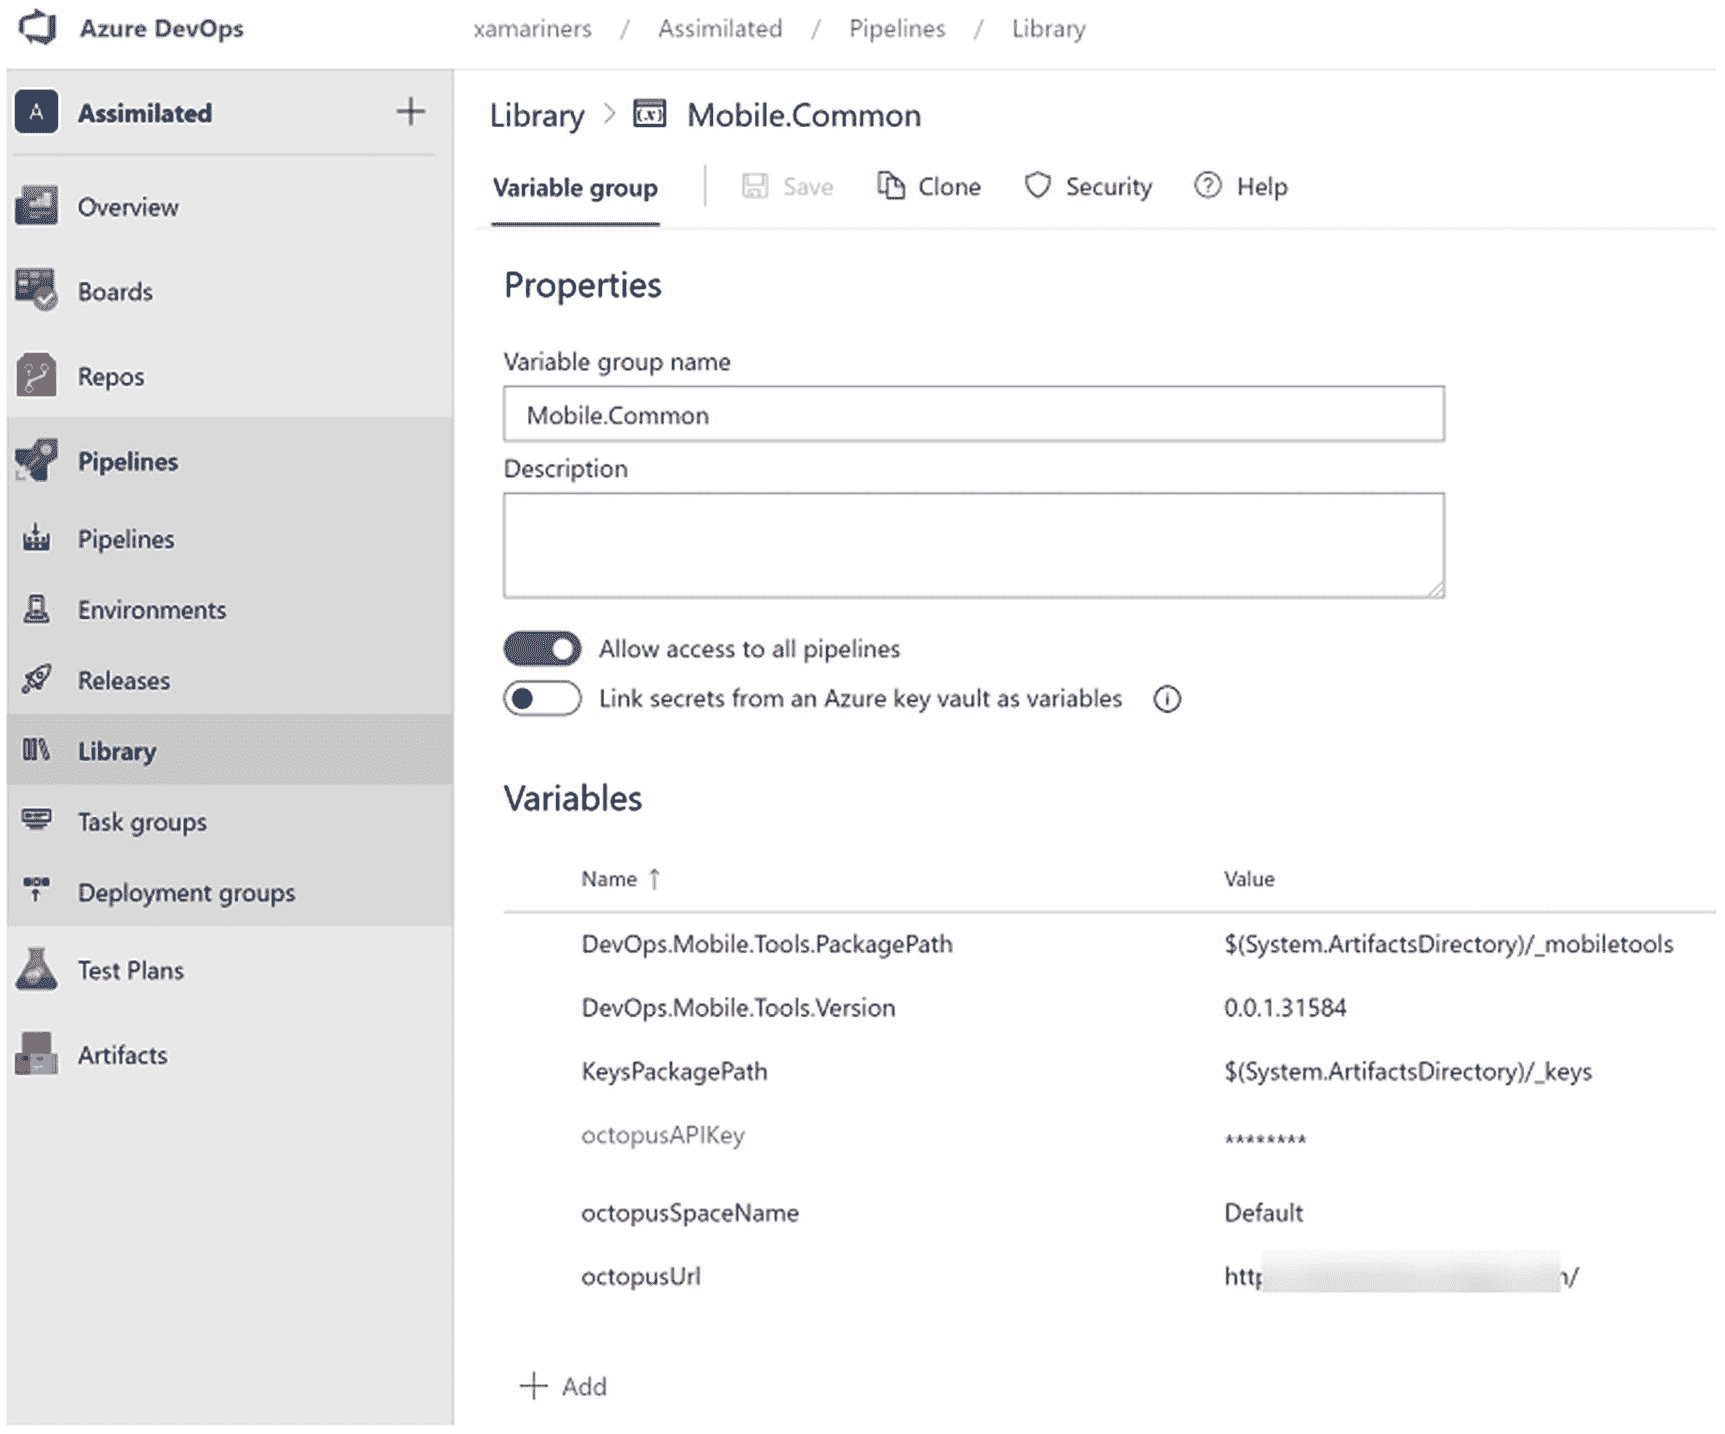 Azure DevOps
xamariners / Assimilated / Pipelines / Library
A Assimilated +
Overview
Boards
Repos
Pipelines
Pipelines
Environments
Releases
Library
Task groups
Deployment groups
Test Plans
Artifacts
Library > (x) Mobile.Common
Variable group | Save Clone Security ? Help
Properties
Variable group name
Mobile.Common
Description
Allow access to all pipelines
Link secrets from an Azure key vault as variables i
Variables
Name ↑ Value
DevOps.Mobile.Tools.PackagePath $(System.ArtifactsDirectory)/_mobiletools
DevOps.Mobile.Tools.Version 0.0.1.31584
KeysPackagePath $(System.ArtifactsDirectory)/_keys
octopusAPIKey ********
octopusSpaceName Default
octopusUrl
+ Add